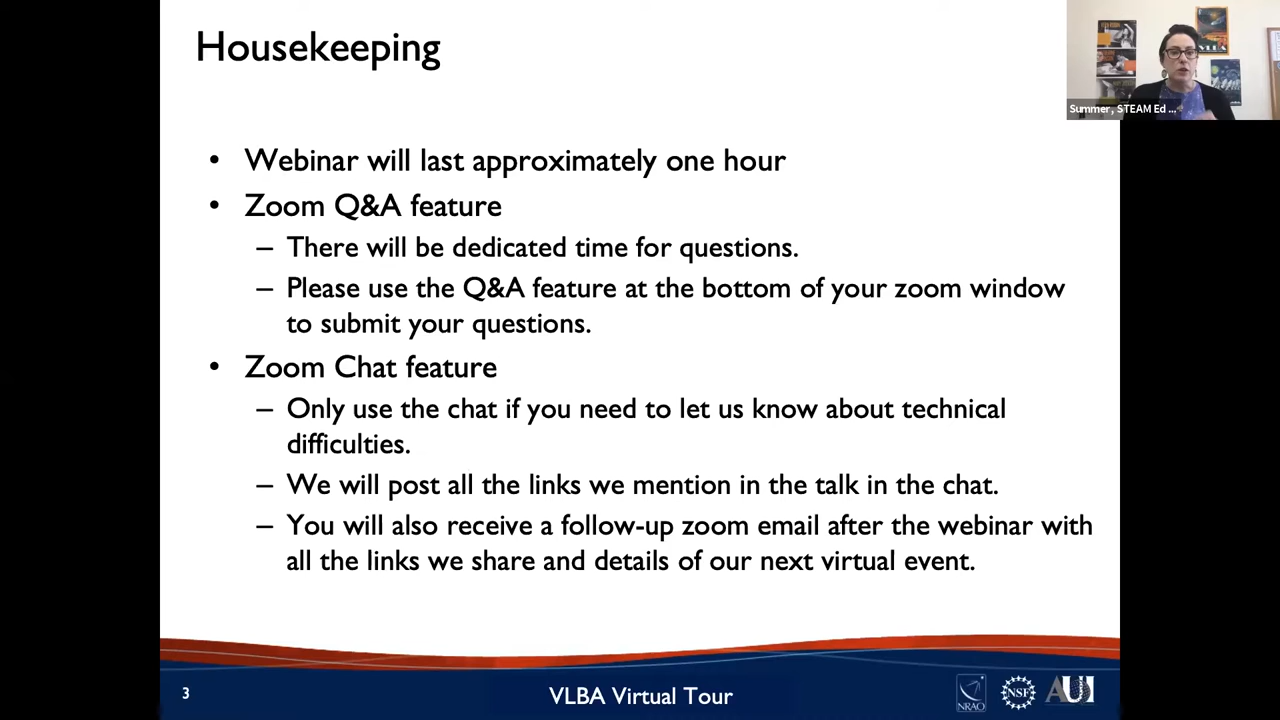 Housekeeping
Summer, STEAM Ed ...
• Webinar will last approximately one hour
• Zoom Q&A feature
– There will be dedicated time for questions.
– Please use the Q&A feature at the bottom of your zoom window
to submit your questions.
• Zoom Chat feature
– Only use the chat if you need to let us know about technical
difficulties.
– We will post all the links we mention in the talk in the chat.
– You will also receive a follow-up zoom email after the webinar with
all the links we share and details of our next virtual event.
3
VLBA Virtual Tour
NRAO
NSF
AUI